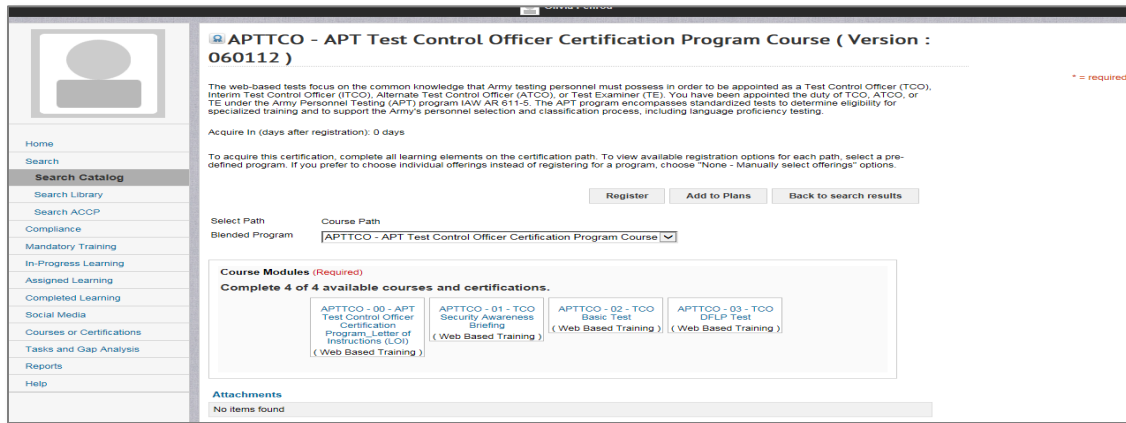 APTTCO - APT Test Control Officer Certification Program Course ( Version :
060112 )
* = required
The web-based tests focus on the common knowledge that Army testing personnel must possess in order to be appointed as a Test Control Officer (TCO),
Interim Test Control Officer (ITCO), Alternate Test Control Officer (ATCO), or Test Examiner (TE). You have been appointed the duty of TCO, ATCO, or
TE under the Army Personnel Testing (APT) program IAW AR 611-5. The APT program encompasses standardized tests to determine eligibility for
specialized training and to support the Army's personnel selection and classification process, including language proficiency testing.
Acquire In (days after registration): 0 days
To acquire this certification, complete all learning elements on the certification path. To view available registration options for each path, select a pre-
defined program. If you prefer to choose individual offerings instead of registering for a program, choose "None - Manually select offerings" options.
Home
Search
Search Catalog
Search Library
Search ACCP
Compliance
Mandatory Training
In-Progress Learning
Assigned Learning
Completed Learning
Social Media
Courses or Certifications
Tasks and Gap Analysis
Reports
Help
Register Add to Plans Back to search results
Select Path Course Path
Blended Program APTTCO - APT Test Control Officer Certification Program Course
Course Modules (Required)
Complete 4 of 4 available courses and certifications.
APTTCO - 00 - APT
Test Control Officer
Certification
Program_Letter of
Instructions (LOI)
( Web Based Training )
APTTCO - 01 - TCO
Security Awareness
Briefing
( Web Based Training )
APTTCO - 02 - TCO
Basic Test
( Web Based Training )
APTTCO - 03 - TCO
DFLP Test
( Web Based Training )
Attachments
No items found